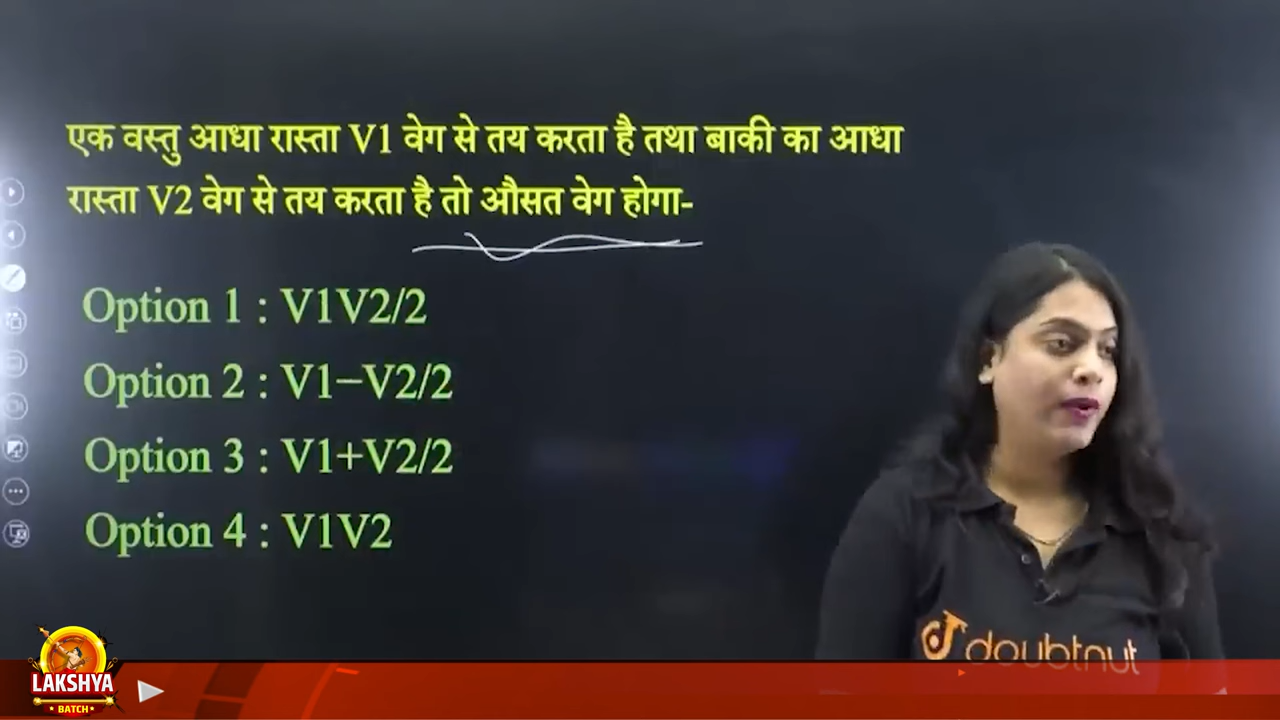 एक वस्तु आधा रास्ता V1 वेग से तय करता है तथा बाकी का आधा
रास्ता V2 वेग से तय करता है तो औसत वेग होगा-
Option 1 : V1V2/2
Option 2 : V1−V2/2
Option 3 : V1+V2/2
Option 4 : V1V2
doubtnut
LAKSHYA
BATCH